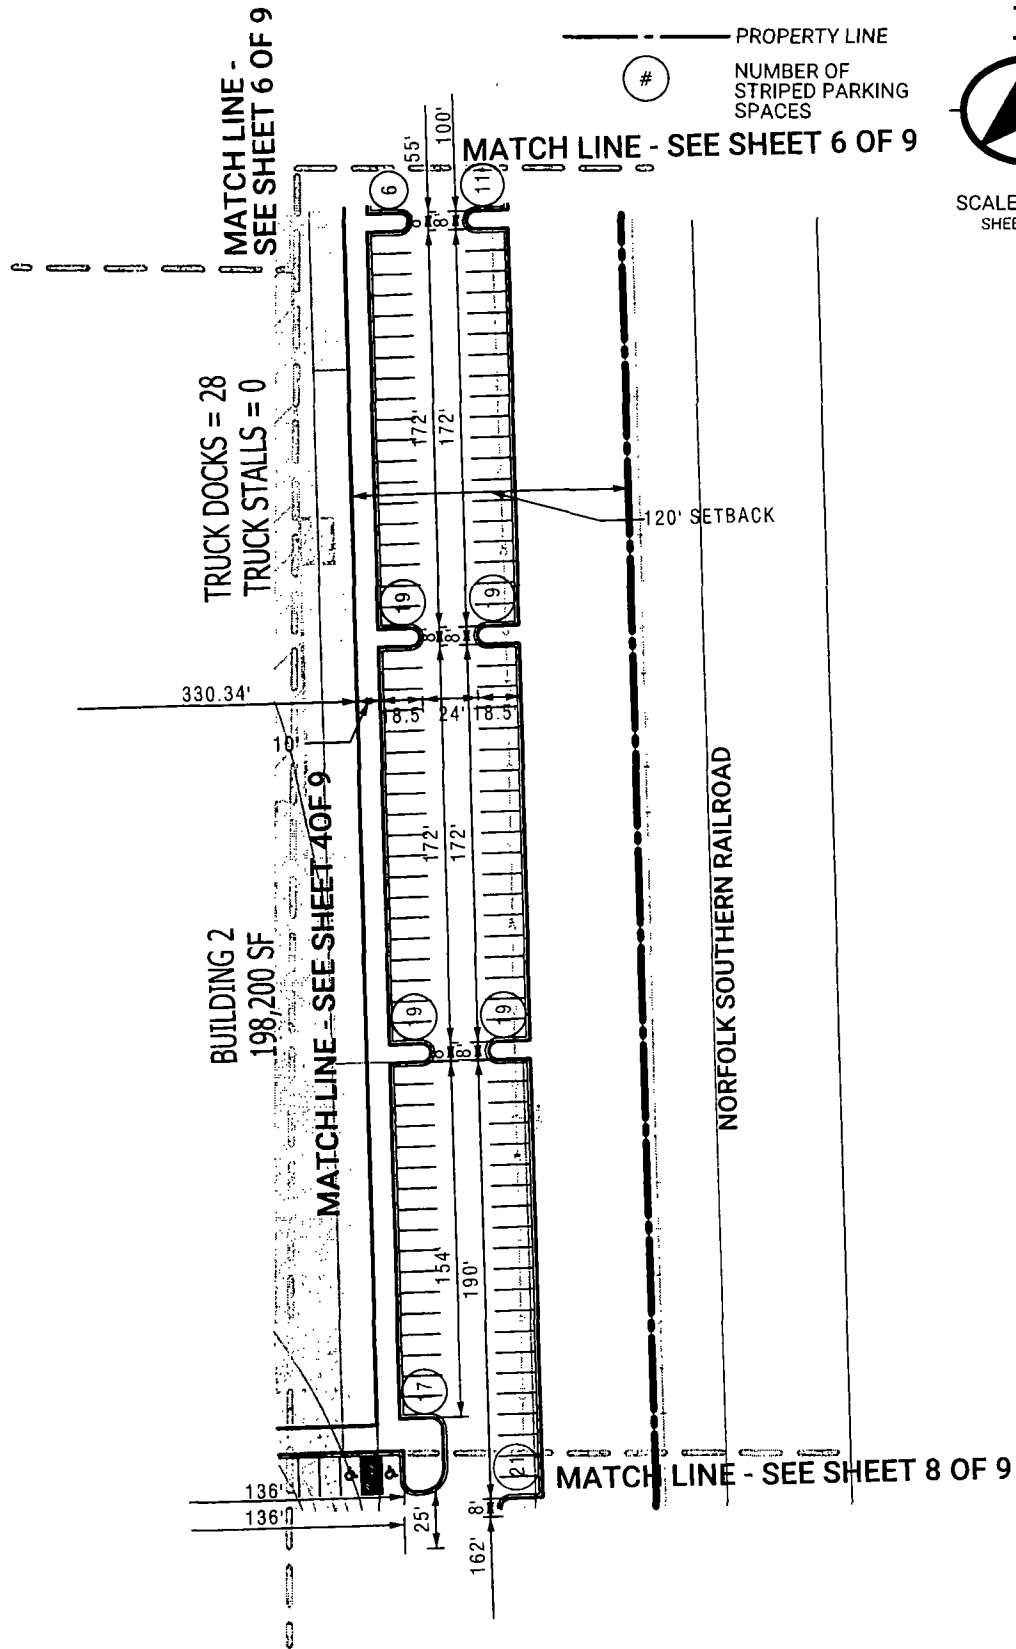 PROPERTY LINE
#
NUMBER OF
STRIPED PARKING
SPACES
MATCH LINE -
SEE SHEET 6 OF 9
MATCH LINE - SEE SHEET 6 OF 9
SCALE
SHEE
55'
100'
6
11
8'
8'
TRUCK DOCKS = 28
TRUCK STALLS = 0
172'
172'
120' SETBACK
19
19
8'
8'
330.34'
10'
18.5'
24'
18.5'
MATCH LINE - SEE SHEET 4OF 9
172'
172'
NORFOLK SOUTHERN RAILROAD
BUILDING 2
198,200 SF
19
19
8'
8'
154'
190'
17
21
MATCH LINE - SEE SHEET 8 OF 9
136'
136'
25'
8'
162'